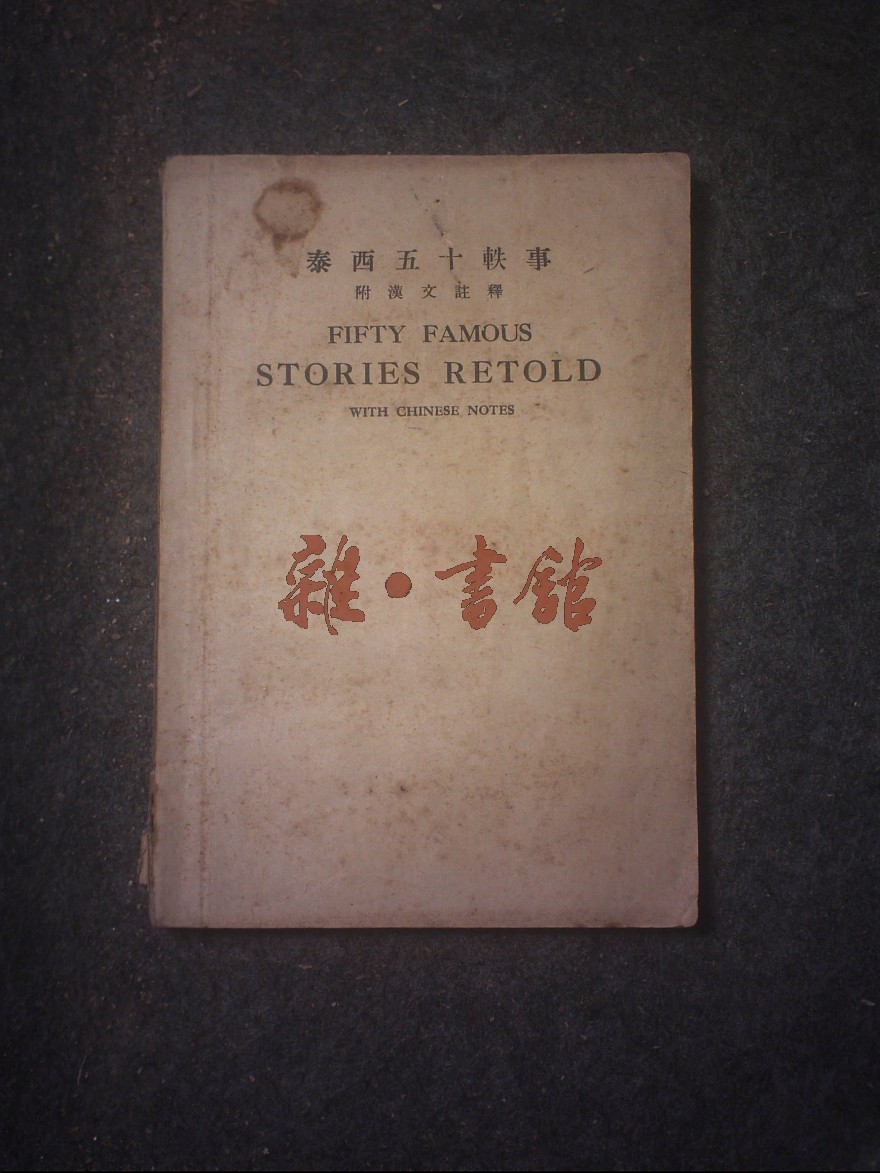 泰西五十軼事
附漢文註釋
FIFTY FAMOUS
STORIES RETOLD
WITH CHINESE NOTES
雜·書館